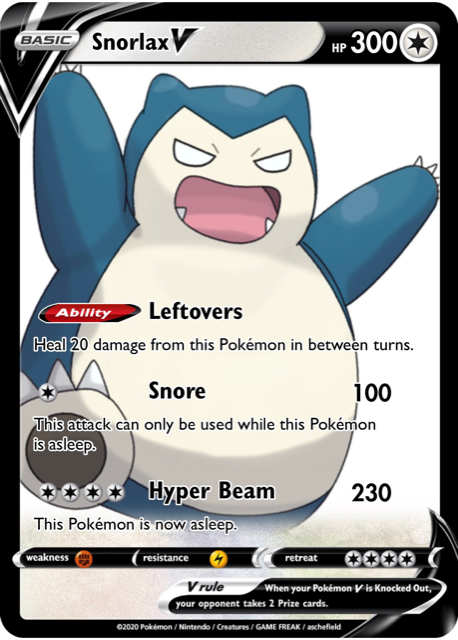 BASIC Snorlax V HP 300
Ability Leftovers
Heal 20 damage from this Pokémon in between turns.
Snore 100
This attack can only be used while this Pokémon
is asleep.
Hyper Beam 230
This Pokémon is now asleep.
weakness resistance retreat
V rule When your Pokémon V is Knocked Out,
your opponent takes 2 Prize cards.
©2020 Pokémon / Nintendo / Creatures / GAME FREAK / aschefield